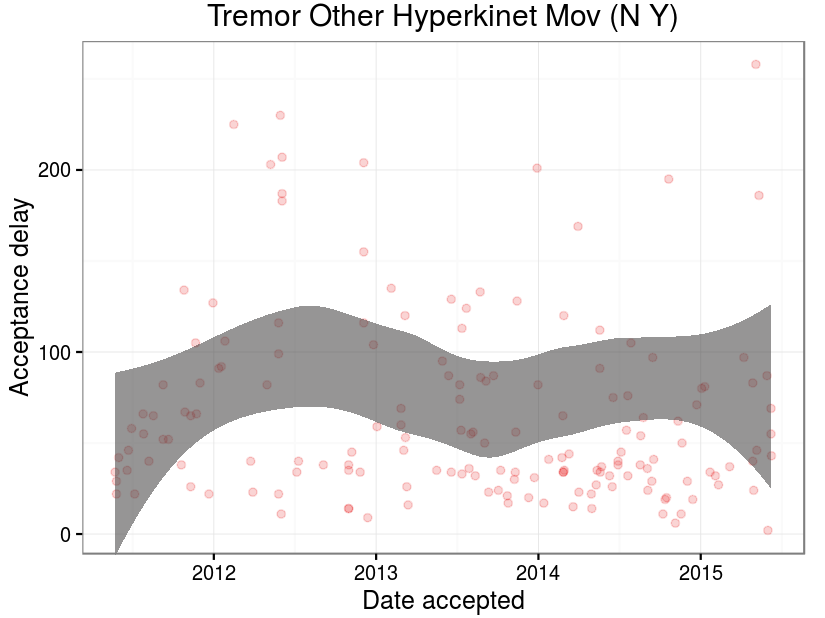 Tremor Other Hyperkinet Mov (N Y)
Acceptance delay
200
100
0
2012 2013 2014 2015
Date accepted